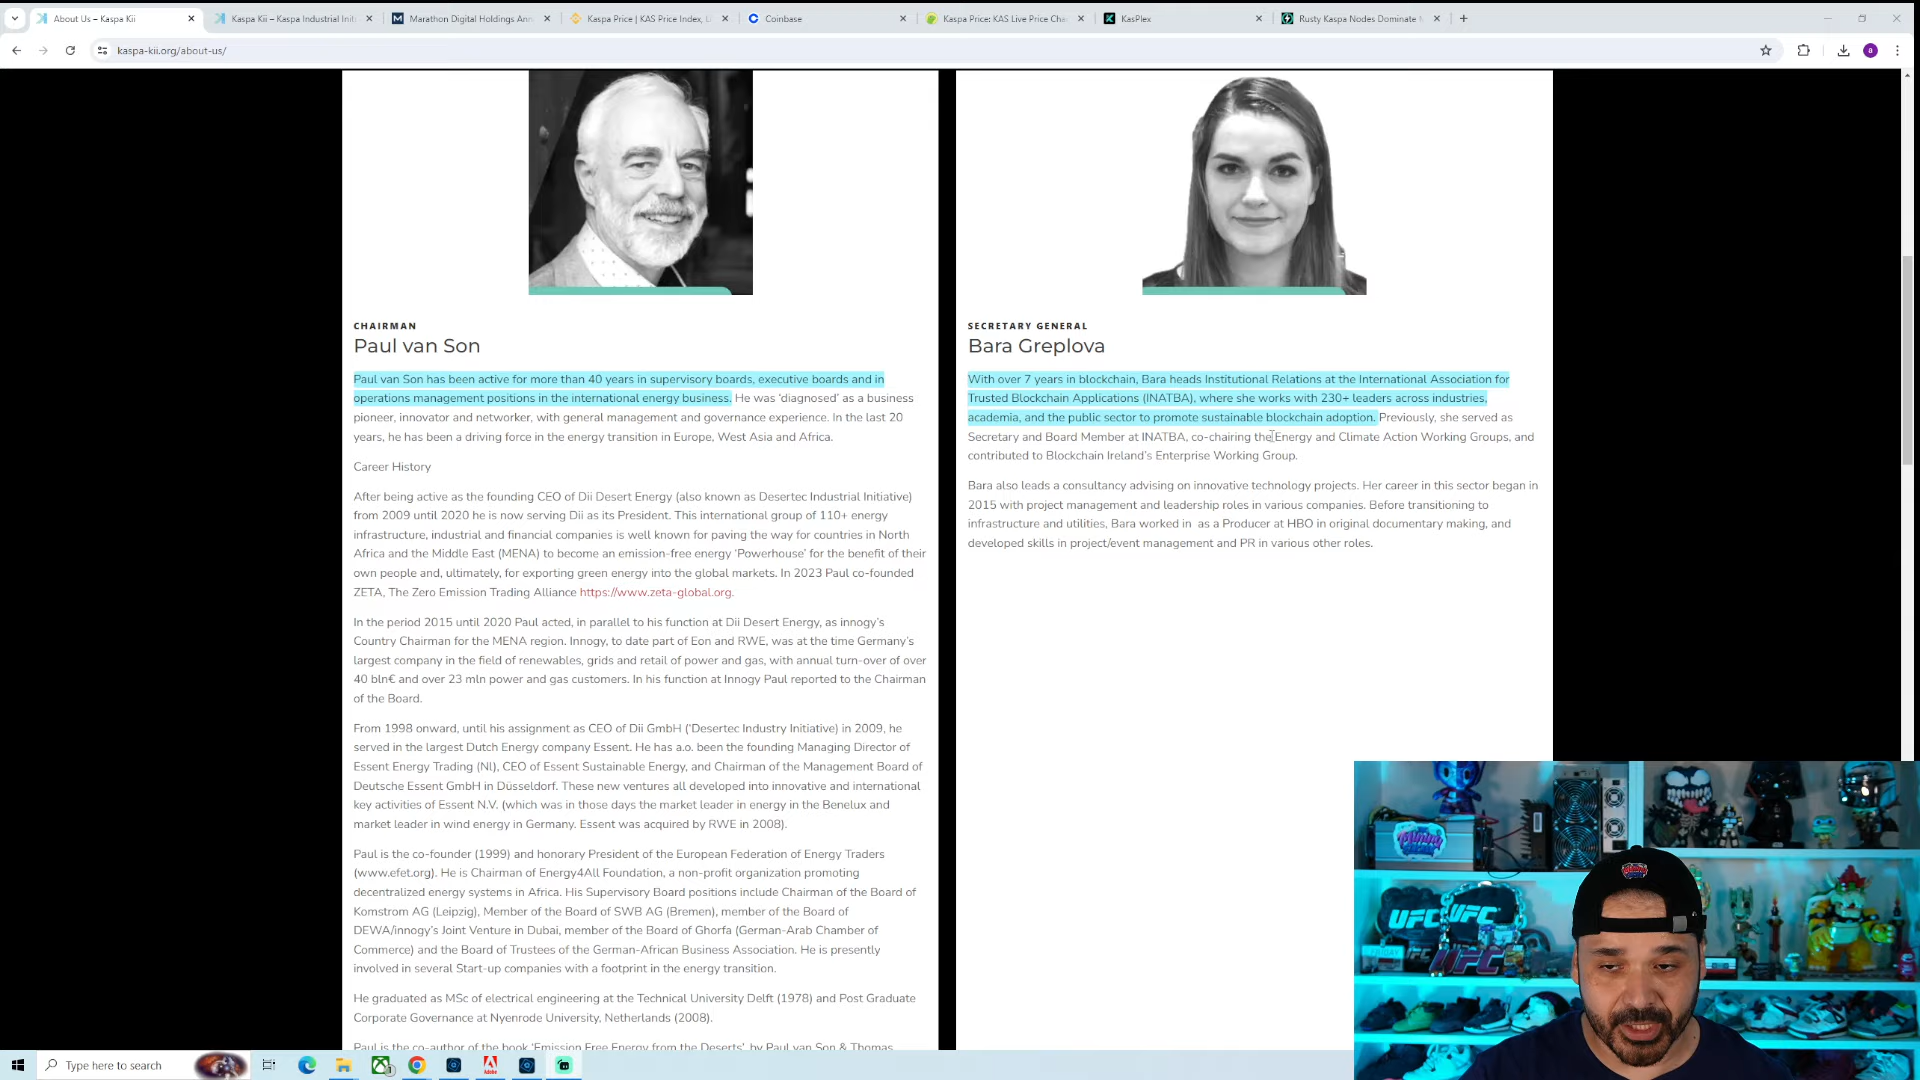 About Us – Kaspa Kii
Kaspa Kii – Kaspa Industrial Init
Marathon Digital Holdings Ann
Kaspa Price | KAS Price Index, L
Coinbase
Kaspa Price: KAS Live Price Cha
KasPlex
Rusty Kaspa Nodes Dominate
kaspa-kii.org/about-us/
CHAIRMAN
Paul van Son
Paul van Son has been active for more than 40 years in supervisory boards, executive boards and in
operations management positions in the international energy business. He was ‘diagnosed’ as a business
pioneer, innovator and networker, with general management and governance experience. In the last 20
years, he has been a driving force in the energy transition in Europe, West Asia and Africa.
Career History
After being active as the founding CEO of Dii Desert Energy (also known as Desertec Industrial Initiative)
from 2009 until 2020 he is now serving Dii as its President. This international group of 110+ energy
infrastructure, industrial and financial companies is well known for paving the way for countries in North
Africa and the Middle East (MENA) to become an emission-free energy ‘Powerhouse’ for the benefit of their
own people and, ultimately, for exporting green energy into the global markets. In 2023 Paul co-founded
ZETA, The Zero Emission Trading Alliance https://www.zeta-global.org.
In the period 2015 until 2020 Paul acted, in parallel to his function at Dii Desert Energy, as innogy’s
Country Chairman for the MENA region. Innogy, to date part of Eon and RWE, was at the time Germany’s
largest company in the field of renewables, grids and retail of power and gas, with annual turn-over of over
40 bln€ and over 23 mln power and gas customers. In his function at Innogy Paul reported to the Chairman
of the Board.
From 1998 onward, until his assignment as CEO of Dii GmbH (‘Desertec Industry Initiative) in 2009, he
served in the largest Dutch Energy company Essent. He has a.o. been the founding Managing Director of
Essent Energy Trading (Nl), CEO of Essent Sustainable Energy, and Chairman of the Management Board of
Deutsche Essent GmbH in Düsseldorf. These new ventures all developed into innovative and international
key activities of Essent N.V. (which was in those days the market leader in energy in the Benelux and
market leader in wind energy in Germany. Essent was acquired by RWE in 2008).
Paul is the co-founder (1999) and honorary President of the European Federation of Energy Traders
(www.efet.org). He is Chairman of Energy4All Foundation, a non-profit organization promoting
decentralized energy systems in Africa. His Supervisory Board positions include Chairman of the Board of
Komstrom AG (Leipzig), Member of the Board of SWB AG (Bremen), member of the Board of
DEWA/innogy’s Joint Venture in Dubai, member of the Board of Ghorfa (German-Arab Chamber of
Commerce) and the Board of Trustees of the German-African Business Association. He is presently
involved in several Start-up companies with a footprint in the energy transition.
He graduated as MSc of electrical engineering at the Technical University Delft (1978) and Post Graduate
Corporate Governance at Nyenrode University, Netherlands (2008).
Paul is the co-author of the book ‘Emission Free Energy from the Deserts’, by Paul van Son & Thomas
SECRETARY GENERAL
Bara Greplova
With over 7 years in blockchain, Bara heads Institutional Relations at the International Association for
Trusted Blockchain Applications (INATBA), where she works with 230+ leaders across industries,
academia, and the public sector to promote sustainable blockchain adoption. Previously, she served as
Secretary and Board Member at INATBA, co-chairing the Energy and Climate Action Working Groups, and
contributed to Blockchain Ireland’s Enterprise Working Group.
Bara also leads a consultancy advising on innovative technology projects. Her career in this sector began in
2015 with project management and leadership roles in various companies. Before transitioning to
infrastructure and utilities, Bara worked in as a Producer at HBO in original documentary making, and
developed skills in project/event management and PR in various other roles.
UFC
UFC
UFC
Type here to search